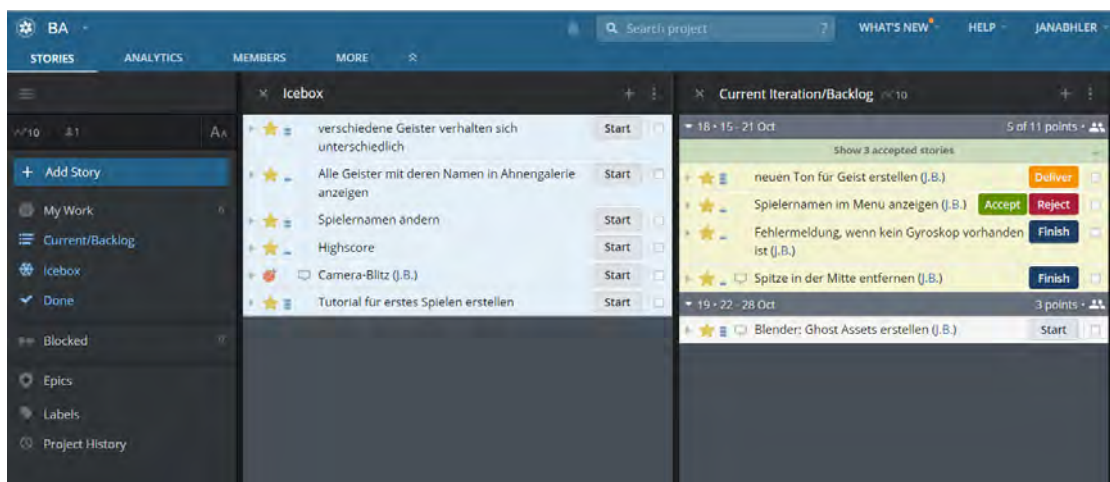 BA
Search project
?
WHAT'S NEW
HELP
JANABHLER
STORIES
ANALYTICS
MEMBERS
MORE
10
1
AA
+ Add Story
My Work
Current/Backlog
Icebox
Done
Blocked
Epics
Labels
Project History
Icebox
verschiedene Geister verhalten sich
unterschiedlich
Start
Alle Geister mit deren Namen in Ahnengalerie
anzeigen
Start
Spielernamen ändern
Start
Highscore
Start
Camera-Blitz (J.B.)
Start
Tutorial für erstes Spielen erstellen
Start
Current Iteration/Backlog
10
18 • 15 - 21 Oct
5 of 11 points •
Show 3 accepted stories
neuen Ton für Geist erstellen (J.B.)
Deliver
Spielernamen im Menu anzeigen (J.B.)
Accept
Reject
Fehlermeldung, wenn kein Gyroskop vorhanden
ist (J.B.)
Finish
Spitze in der Mitte entfernen (J.B.)
Finish
19 • 22 - 28 Oct
3 points •
Blender: Ghost Assets erstellen (J.B.)
Start